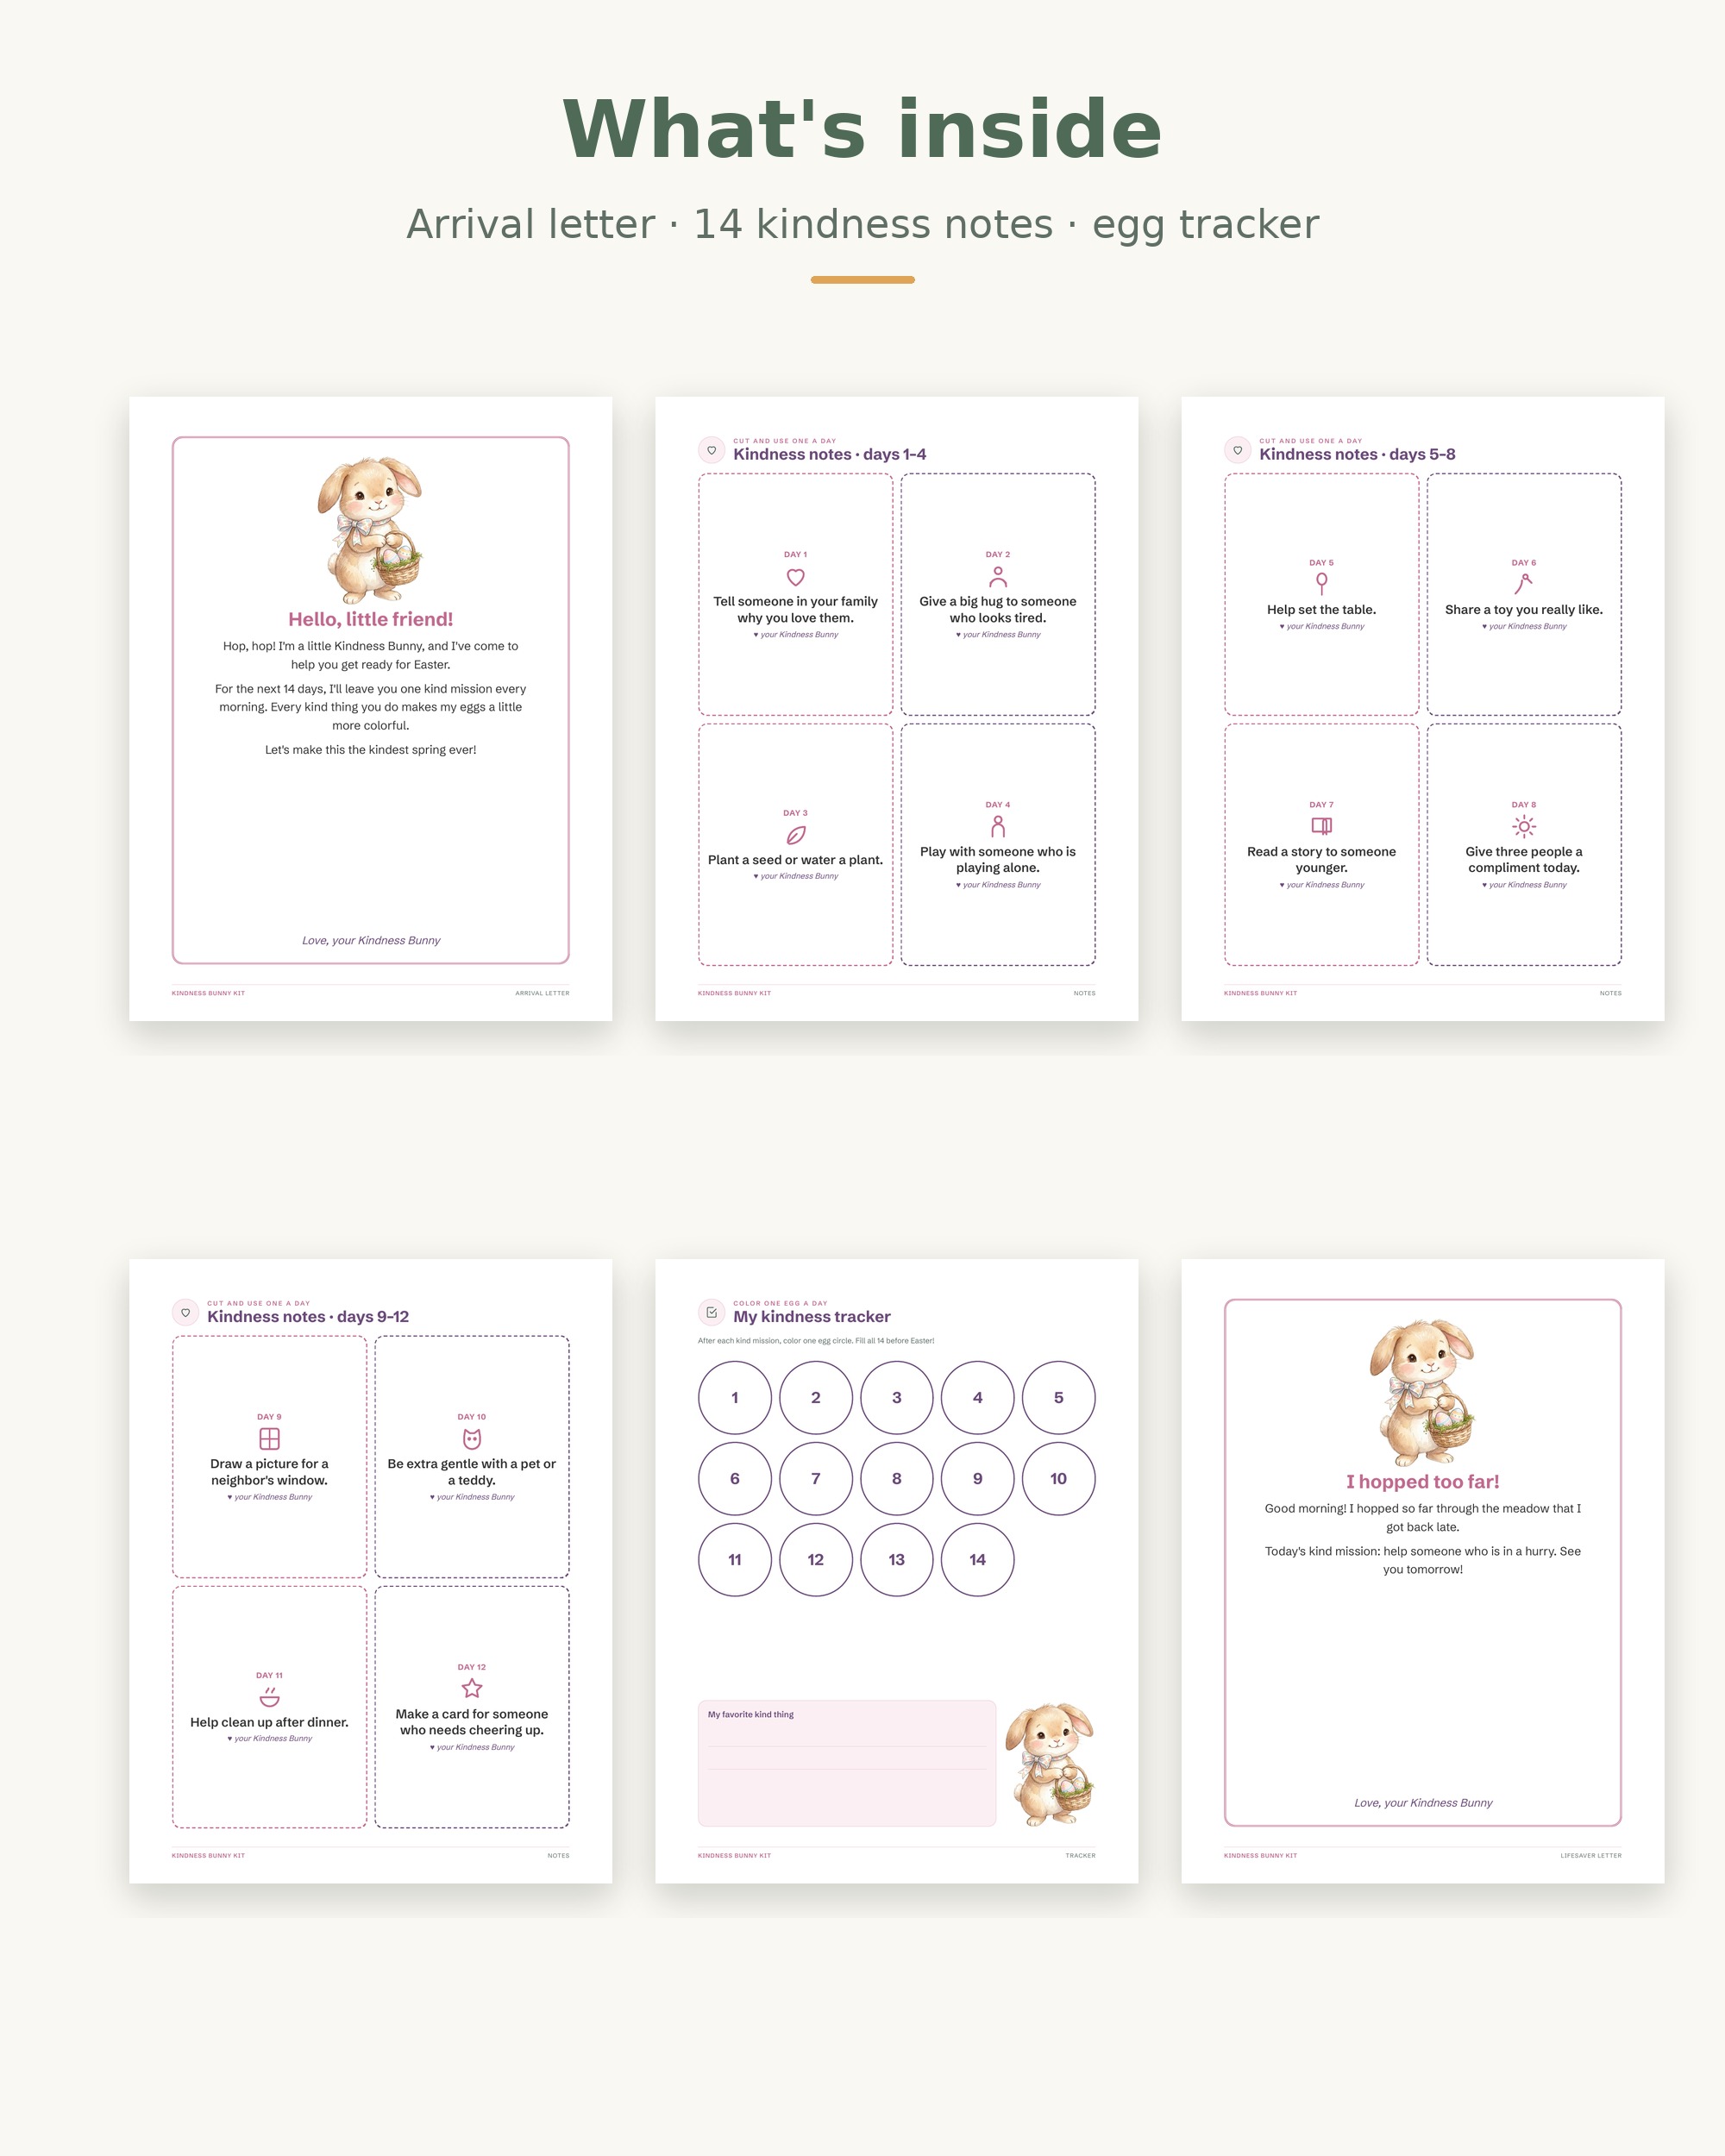 What's inside
Arrival letter · 14 kindness notes · egg tracker
Hello, little friend!
Hop, hop! I'm a little Kindness Bunny, and I've come to
help you get ready for Easter.
For the next 14 days, I'll leave you one kind mission every
morning. Every kind thing you do makes my eggs a little
more colorful.
Let's make this the kindest spring ever!
Love, your Kindness Bunny
KINDNESS BUNNY KIT
ARRIVAL LETTER
CUT AND USE ONE A DAY
Kindness notes · days 1–4
DAY 1
Tell someone in your family
why you love them.
♥ your Kindness Bunny
DAY 2
Give a big hug to someone
who looks tired.
♥ your Kindness Bunny
DAY 3
Plant a seed or water a plant.
♥ your Kindness Bunny
DAY 4
Play with someone who is
playing alone.
♥ your Kindness Bunny
KINDNESS BUNNY KIT
NOTES
CUT AND USE ONE A DAY
Kindness notes · days 5–8
DAY 5
Help set the table.
♥ your Kindness Bunny
DAY 6
Share a toy you really like.
♥ your Kindness Bunny
DAY 7
Read a story to someone
younger.
♥ your Kindness Bunny
DAY 8
Give three people a
compliment today.
♥ your Kindness Bunny
KINDNESS BUNNY KIT
NOTES
CUT AND USE ONE A DAY
Kindness notes · days 9–12
DAY 9
Draw a picture for a
neighbor's window.
♥ your Kindness Bunny
DAY 10
Be extra gentle with a pet or
a teddy.
♥ your Kindness Bunny
DAY 11
Help clean up after dinner.
♥ your Kindness Bunny
DAY 12
Make a card for someone
who needs cheering up.
♥ your Kindness Bunny
KINDNESS BUNNY KIT
NOTES
COLOR ONE EGG A DAY
My kindness tracker
After each kind mission, color one egg circle. Fill all 14 before Easter!
1 2 3 4 5
6 7 8 9 10
11 12 13 14
My favorite kind thing
KINDNESS BUNNY KIT
TRACKER
I hopped too far!
Good morning! I hopped so far through the meadow that I
got back late.
Today's kind mission: help someone who is in a hurry. See
you tomorrow!
Love, your Kindness Bunny
KINDNESS BUNNY KIT
LIFESAVER LETTER